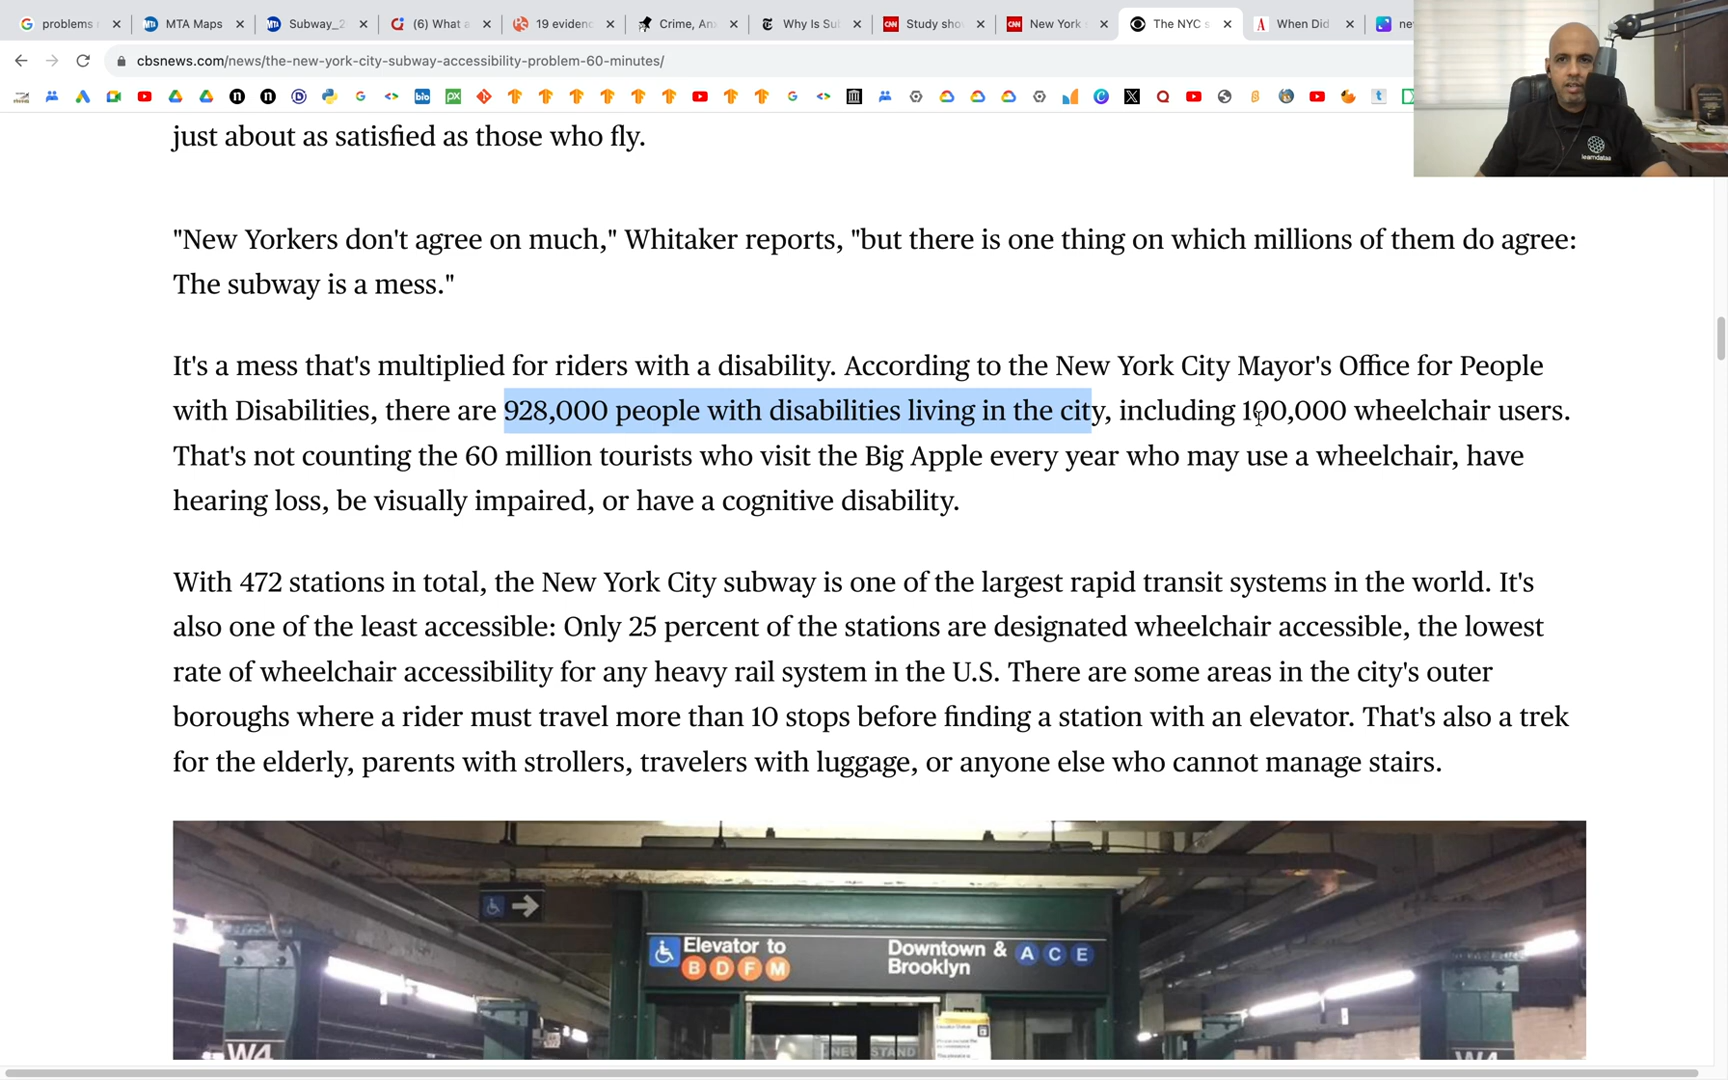 problems
MTA Maps
Subway_2
(6) What a
19 evidenc
Crime, An
Why Is Su
Study sho
New York
The NYC s
When Did
ne
cbsnews.com/news/the-new-york-city-subway-accessibility-problem-60-minutes/
just about as satisfied as those who fly.
"New Yorkers don't agree on much," Whitaker reports, "but there is one thing on which millions of them do agree:
The subway is a mess."
It's a mess that's multiplied for riders with a disability. According to the New York City Mayor's Office for People
with Disabilities, there are 928,000 people with disabilities living in the city, including 100,000 wheelchair users.
That's not counting the 60 million tourists who visit the Big Apple every year who may use a wheelchair, have
hearing loss, be visually impaired, or have a cognitive disability.
With 472 stations in total, the New York City subway is one of the largest rapid transit systems in the world. It's
also one of the least accessible: Only 25 percent of the stations are designated wheelchair accessible, the lowest
rate of wheelchair accessibility for any heavy rail system in the U.S. There are some areas in the city's outer
boroughs where a rider must travel more than 10 stops before finding a station with an elevator. That's also a trek
for the elderly, parents with strollers, travelers with luggage, or anyone else who cannot manage stairs.
Elevator to
B D F M
Downtown &
Brooklyn
A C E
W4
NEWSSTAND
W4
learndataa